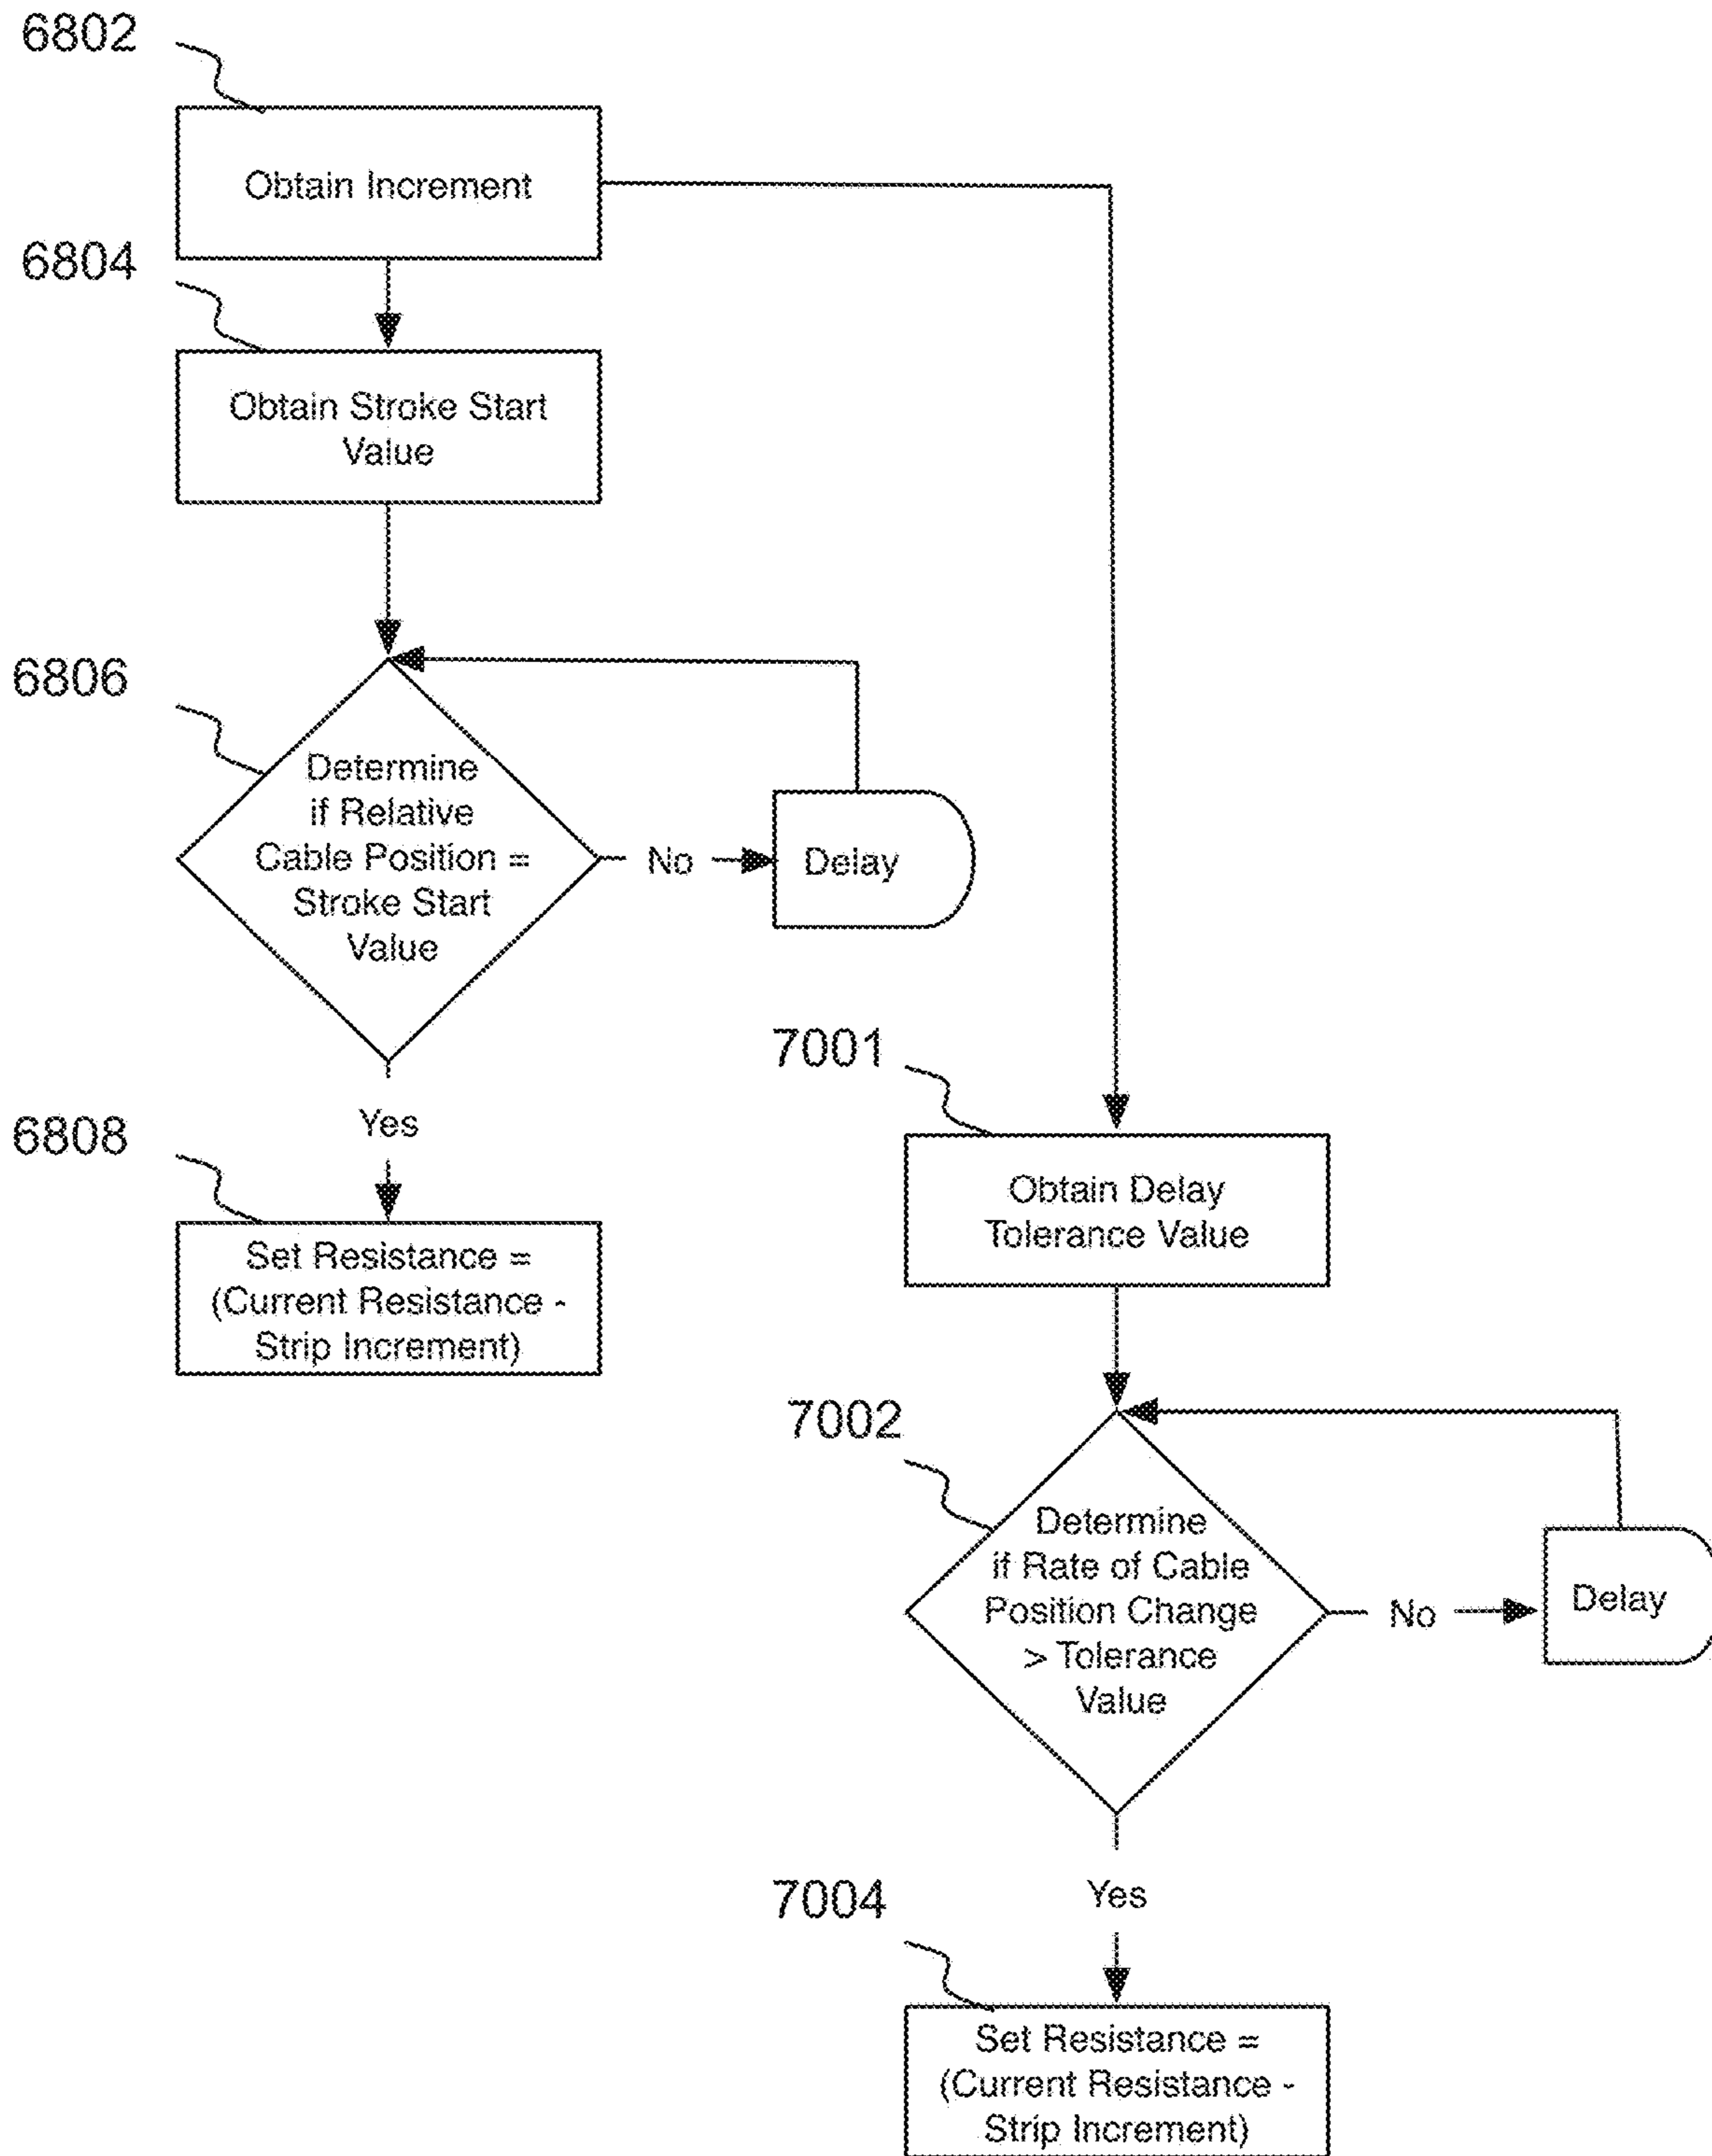 6802
Obtain Increment
6804
Obtain Stroke Start
Value
6806
Determine
if Relative
Cable Position =
Stroke Start
Value
No
Delay
Yes
6808
Set Resistance =
(Current Resistance -
Strip Increment)
7001
Obtain Delay
Tolerance Value
7002
Determine
if Rate of Cable
Position Change
> Tolerance
Value
No
Delay
Yes
7004
Set Resistance =
(Current Resistance -
Strip Increment)